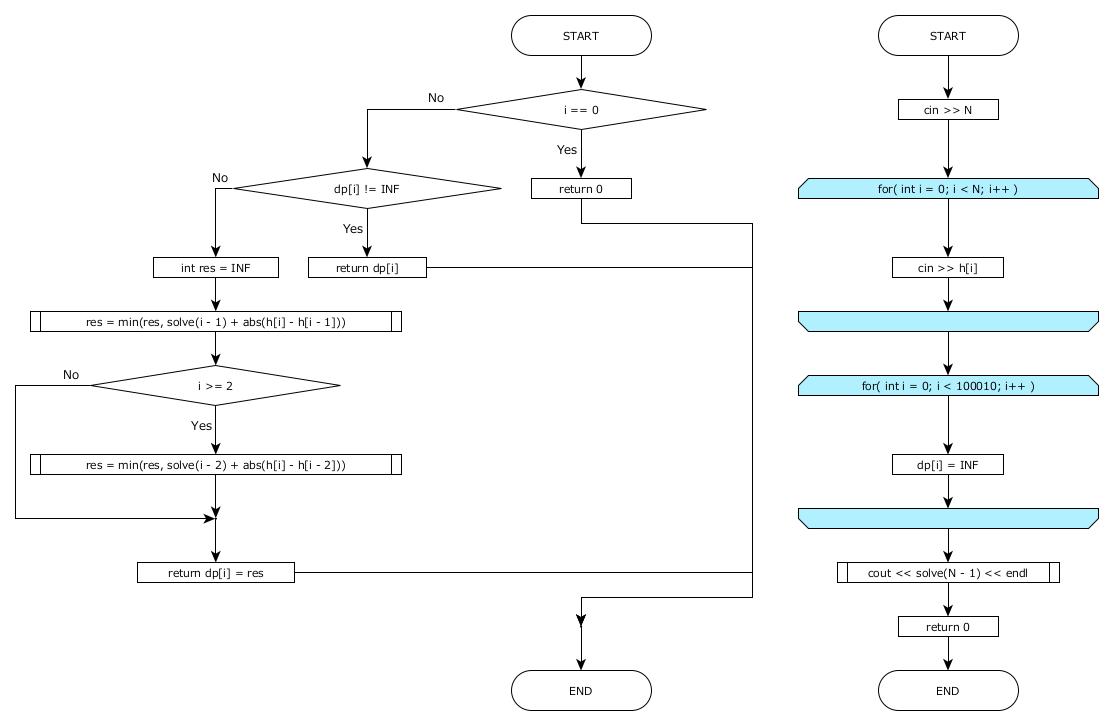 START
i == 0
No
Yes
return 0
dp[i] != INF
No
Yes
return dp[i]
int res = INF
res = min(res, solve(i - 1) + abs(h[i] - h[i - 1]))
i >= 2
No
Yes
res = min(res, solve(i - 2) + abs(h[i] - h[i - 2]))
return dp[i] = res
END
START
cin >> N
for( int i = 0; i < N; i++ )
cin >> h[i]
for( int i = 0; i < 100010; i++ )
dp[i] = INF
cout << solve(N - 1) << endl
return 0
END